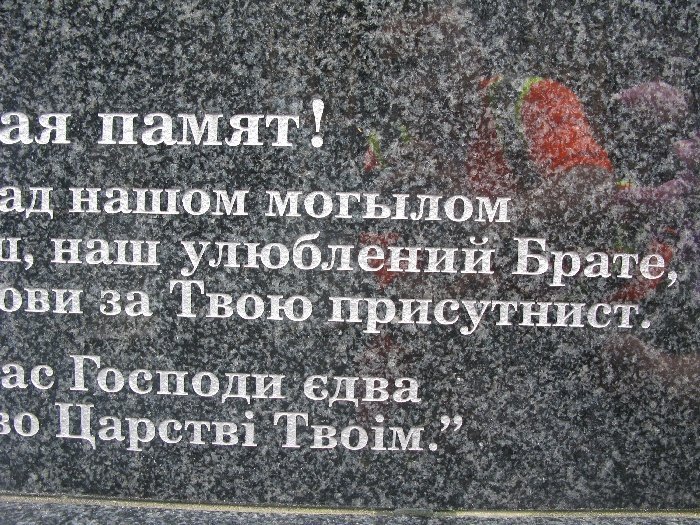 ая памят!
ад нашом могылом
ш, наш улюблений Брате,
ови за Твою присутнист.
ас Господи єдва
во Царстві Твоім.”